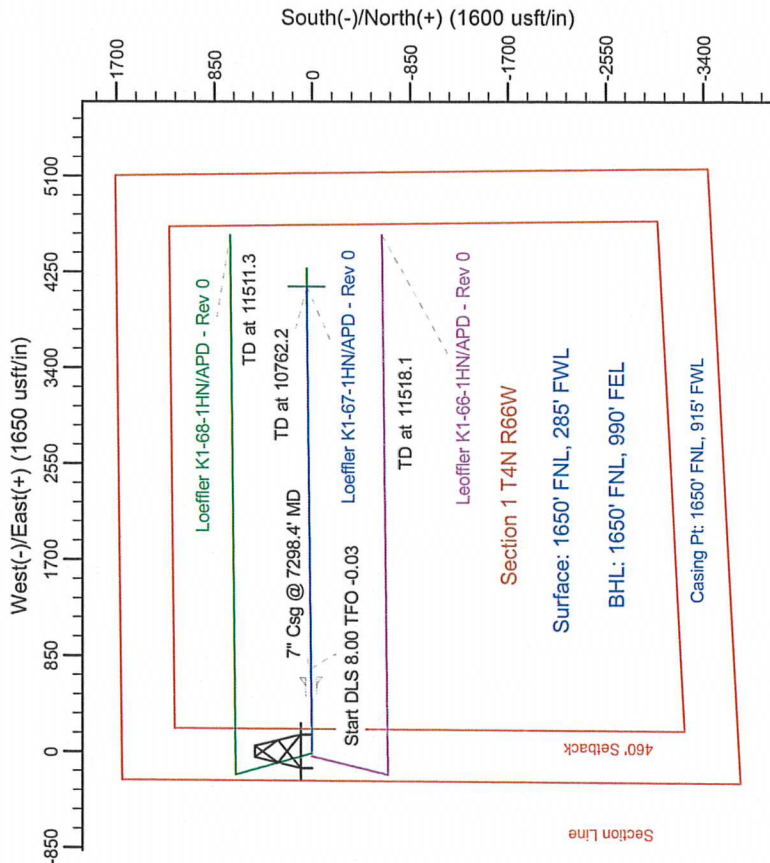 South(-)/North(+) (1600 usft/in)
-1700
-850
-0
-850
-1700
-2550
-3400
West(-)/East(+) (1650 usft/in)
5100
4250
3400
2550
1700
850
0
-850
Loeffler K1-68-1HN/APD - Rev 0
TD at 11511.3
TD at 10762.2
Loeffler K1-67-1HN/APD - Rev 0
7" Csg @ 7298.4' MD
Start DLS 8.00 TFO -0.03
TD at 11518.1
Leoffler K1-66-1HN/APD - Rev 0
Section 1 T4N R66W
Surface: 1650' FNL, 285' FWL
BHL: 1650' FNL, 990' FEL
Casing Pt: 1650' FNL, 915' FWL
460' Setback
Section Line